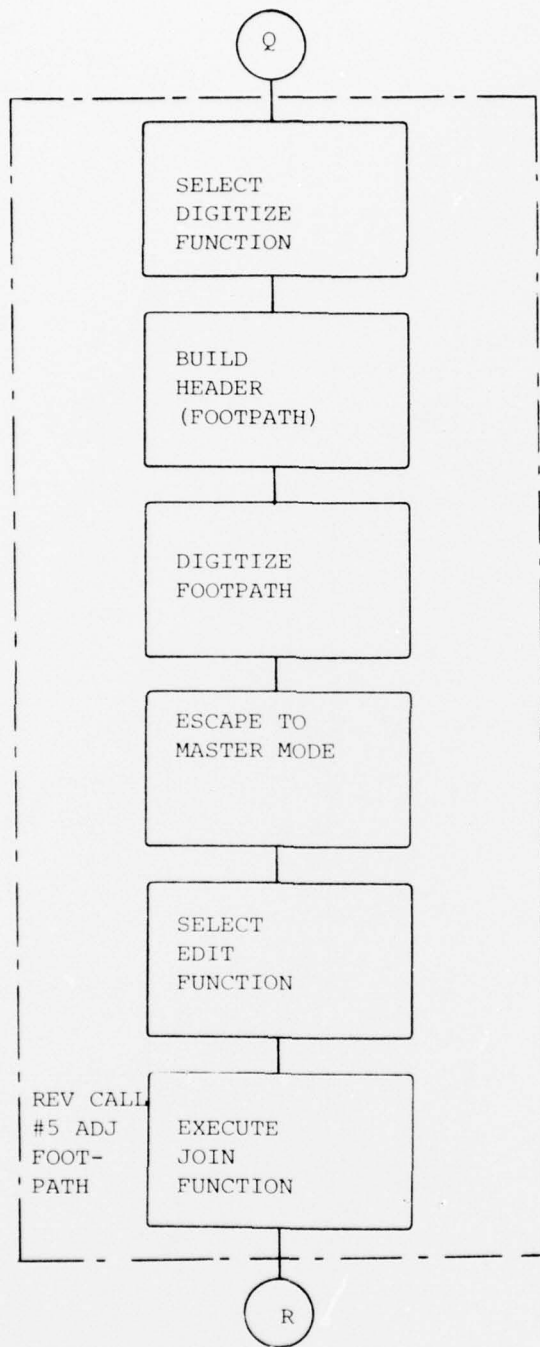 Q
SELECT
DIGITIZE
FUNCTION
BUILD
HEADER
(FOOTPATH)
DIGITIZE
FOOTPATH
ESCAPE TO
MASTER MODE
SELECT
EDIT
FUNCTION
REV CALL
#5 ADJ
FOOT-
PATH
EXECUTE
JOIN
FUNCTION
R